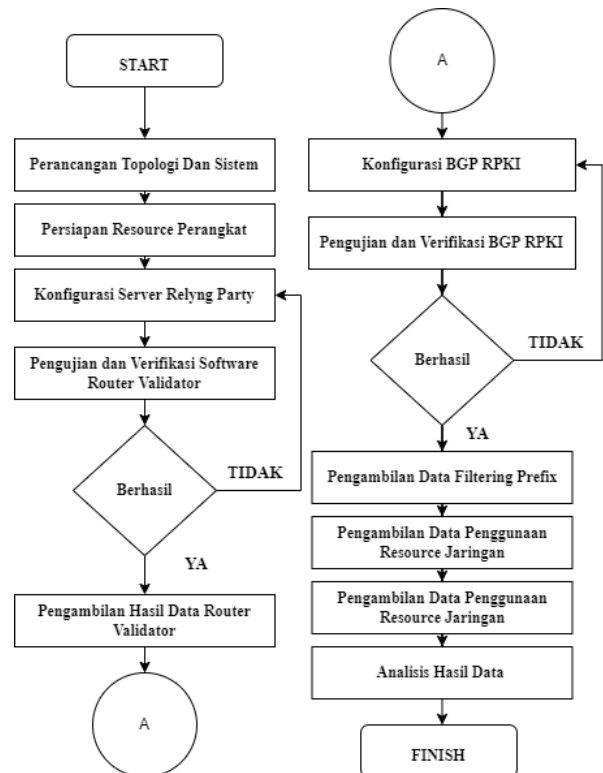 START
Perancangan Topologi Dan Sistem
Persiapan Resource Perangkat
Konfigurasi Server Relyng Party
Pengujian dan Verifikasi Software
Router Validator
Berhasil
TIDAK
YA
Pengambilan Hasil Data Router
Validator
A
A
Konfigurasi BGP RPKI
Pengujian dan Verifikasi BGP RPKI
Berhasil
TIDAK
YA
Pengambilan Data Filtering Prefix
Pengambilan Data Penggunaan
Resource Jaringan
Pengambilan Data Penggunaan
Resource Jaringan
Analisis Hasil Data
FINISH